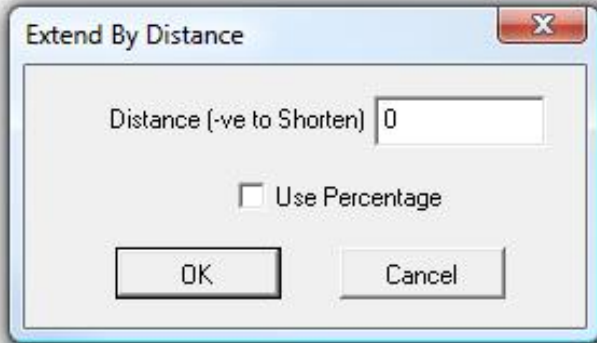 Extend By Distance
Distance (-ve to Shorten) 0
Use Percentage
OK Cancel